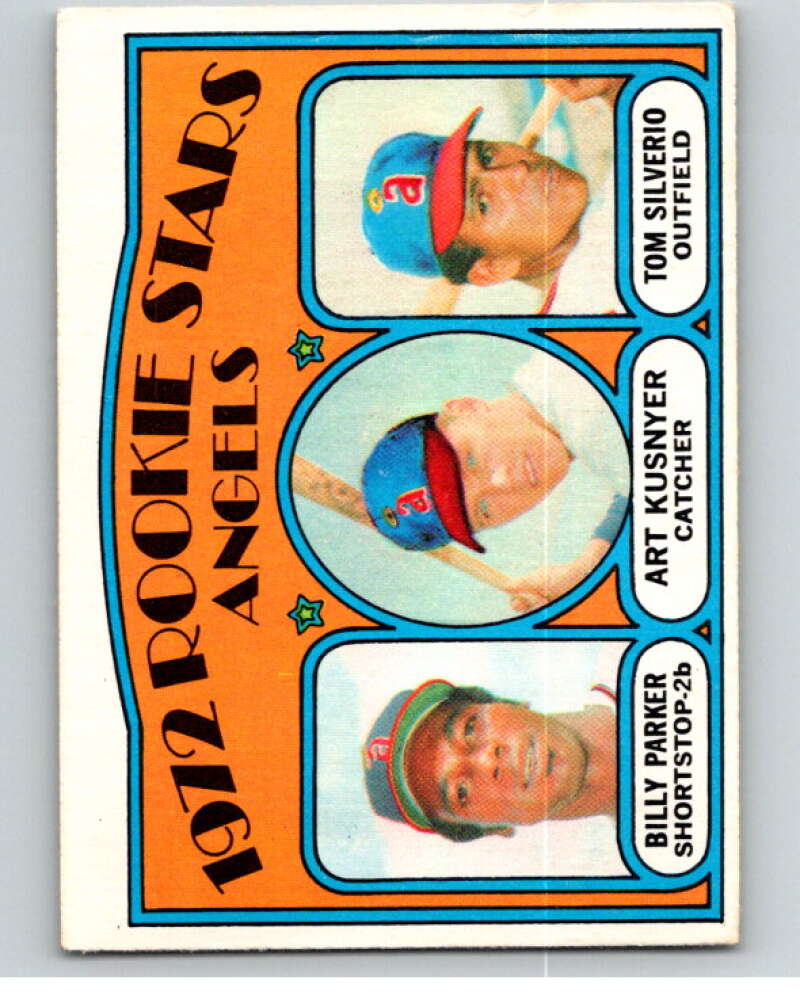 1972 ROOKIE STARS
ANGELS
BILLY PARKER
SHORTSTOP-2b
ART KUSNYER
CATCHER
TOM SILVERIO
OUTFIELD
a
a
a